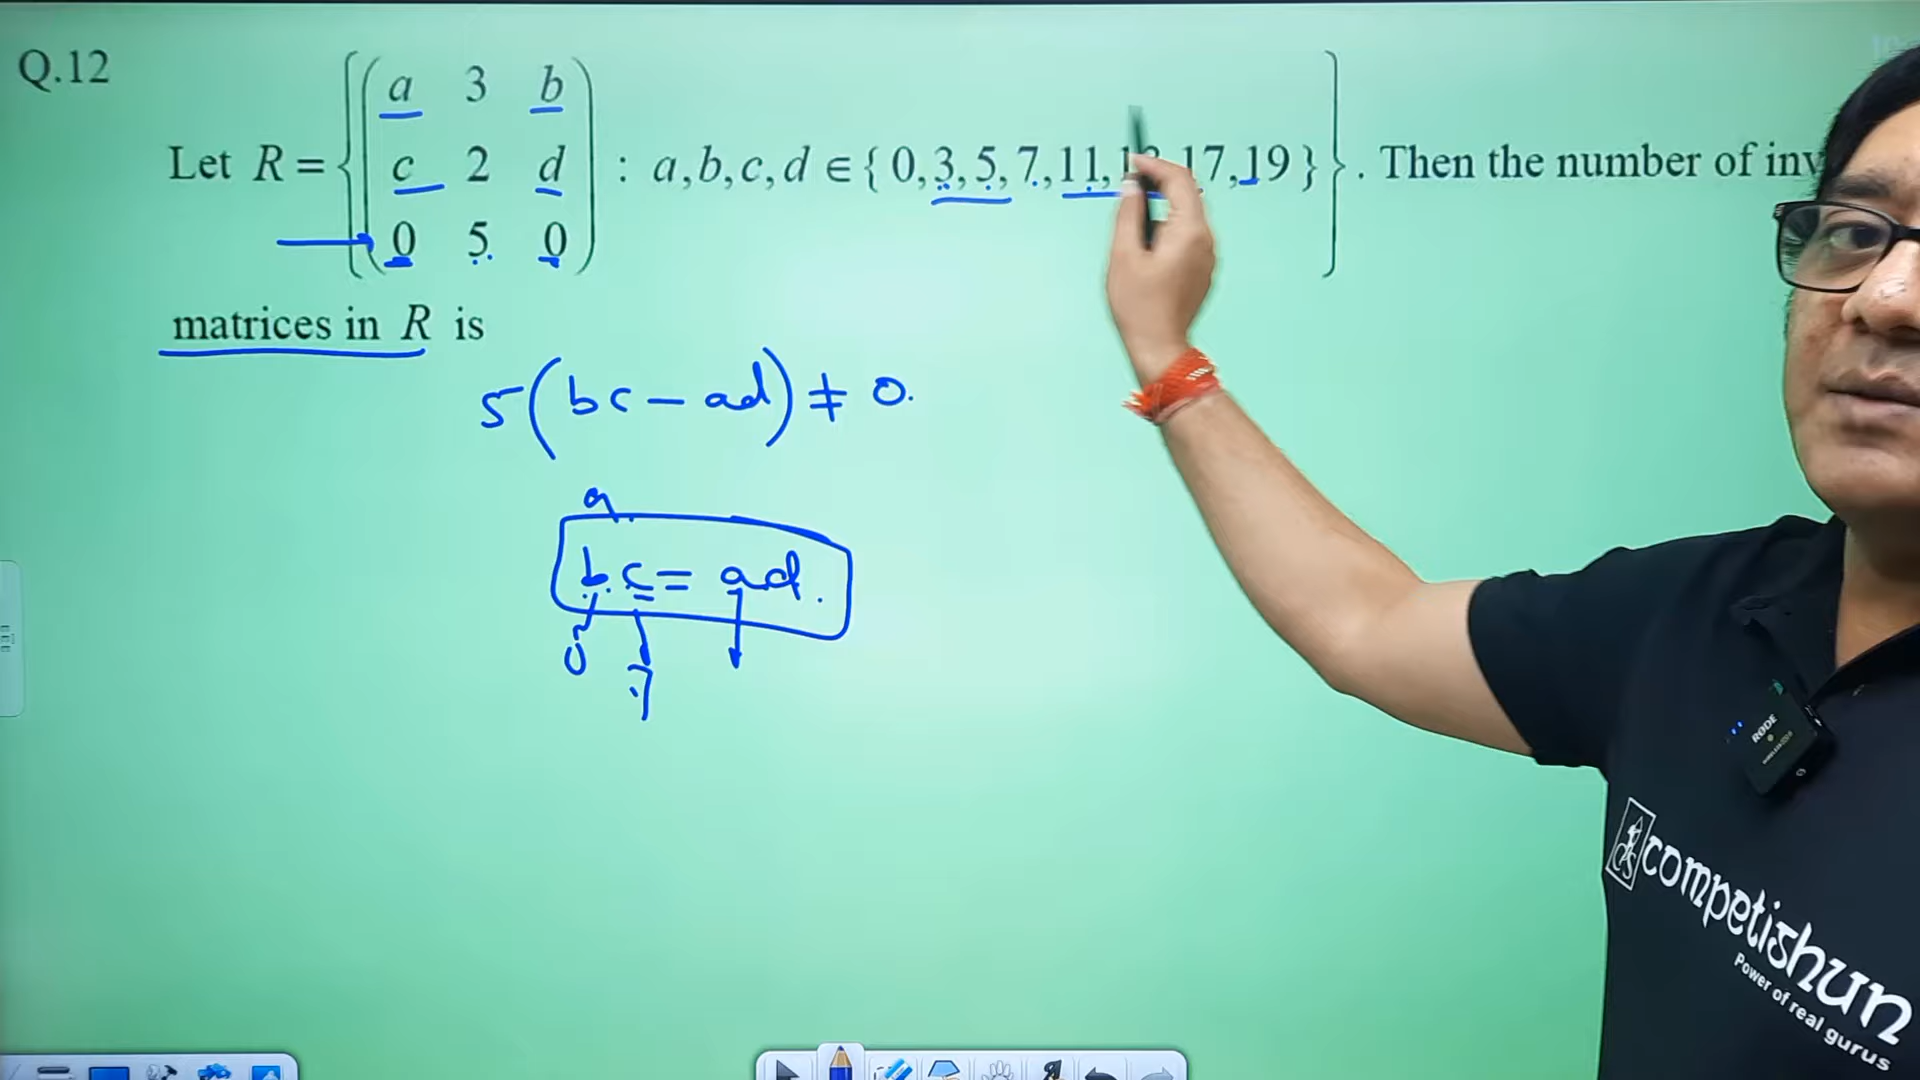 Q.12
a 3 b
Let R = { c 2 d : a, b, c, d ∈ { 0, 3, 5, 7, 11, 17, 19 } } . Then the number of
0 5 0
matrices in R is
5(bc - ad) ≠ 0.
bc = ad.
0
7
RØDE
CS competishun
Power of real gurus